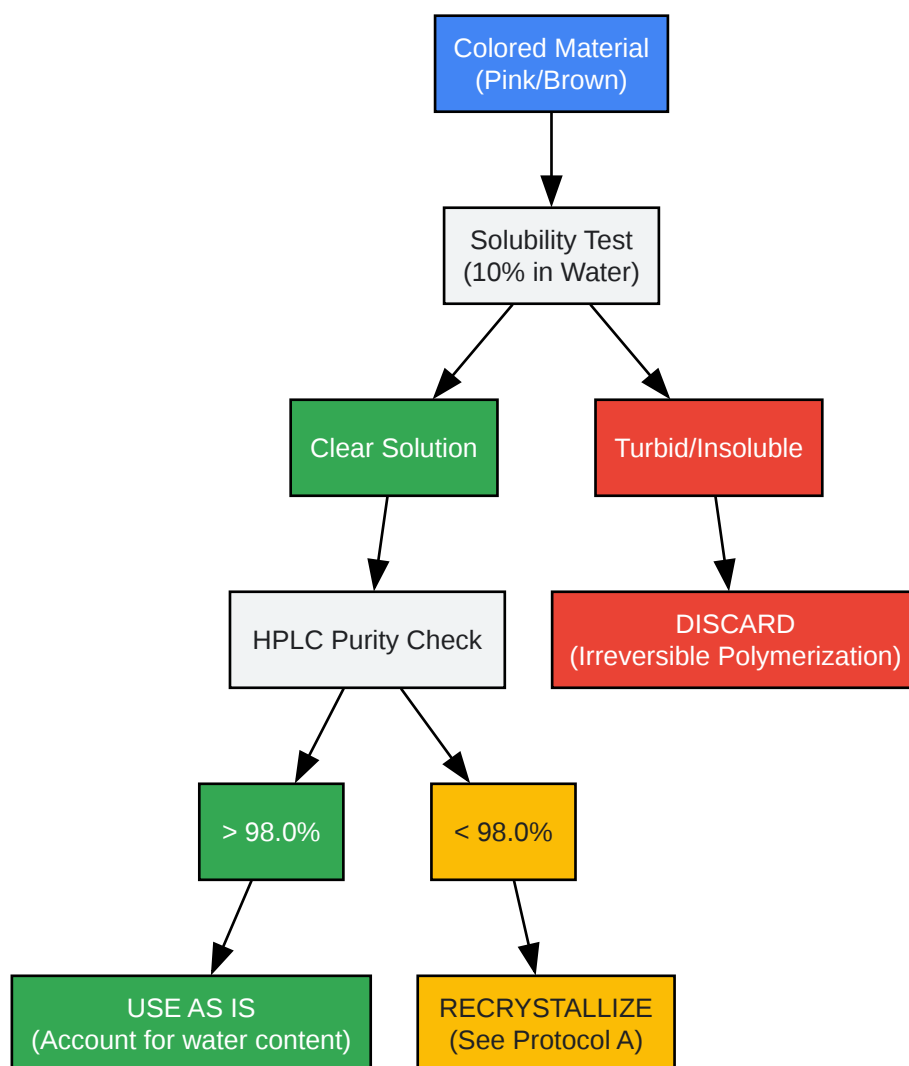 Colored Material
(Pink/Brown)
Solubility Test
(10% in Water)
Clear Solution
Turbid/Insoluble
HPLC Purity Check
DISCARD
(Irreversible Polymerization)
> 98.0%
< 98.0%
USE AS IS
(Account for water content)
RECRYSTALLIZE
(See Protocol A)